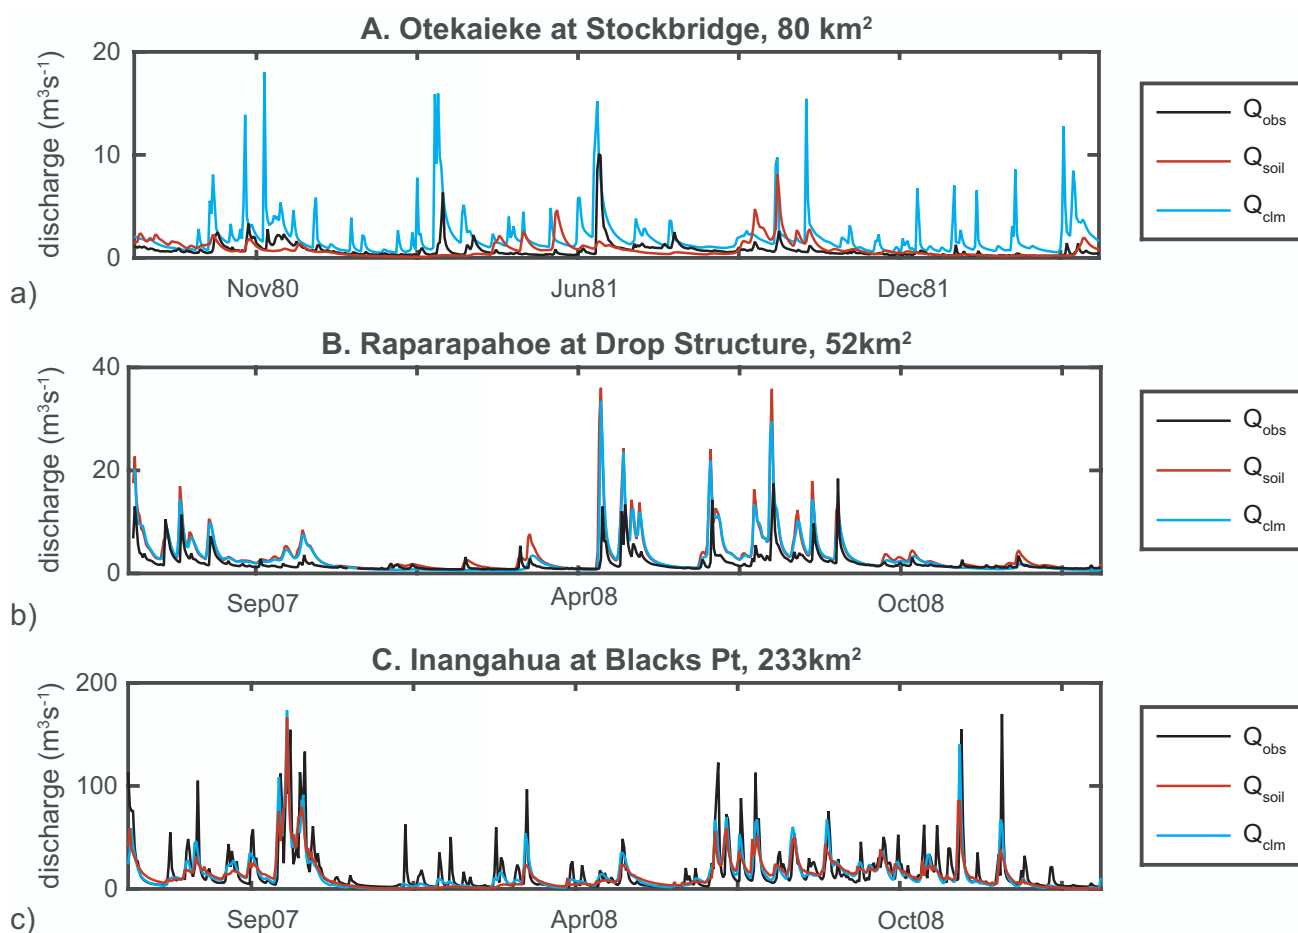 A. Otekaieke at Stockbridge, 80 km²
discharge (m³s⁻¹)
20
10
0
Nov80
Jun81
Dec81
Q_obs
Q_soil
Q_clm
a)
B. Raparapahoe at Drop Structure, 52km²
discharge (m³s⁻¹)
40
20
0
Sep07
Apr08
Oct08
Q_obs
Q_soil
Q_clm
b)
C. Inangahua at Blacks Pt, 233km²
discharge (m³s⁻¹)
200
100
0
Sep07
Apr08
Oct08
Q_obs
Q_soil
Q_clm
c)